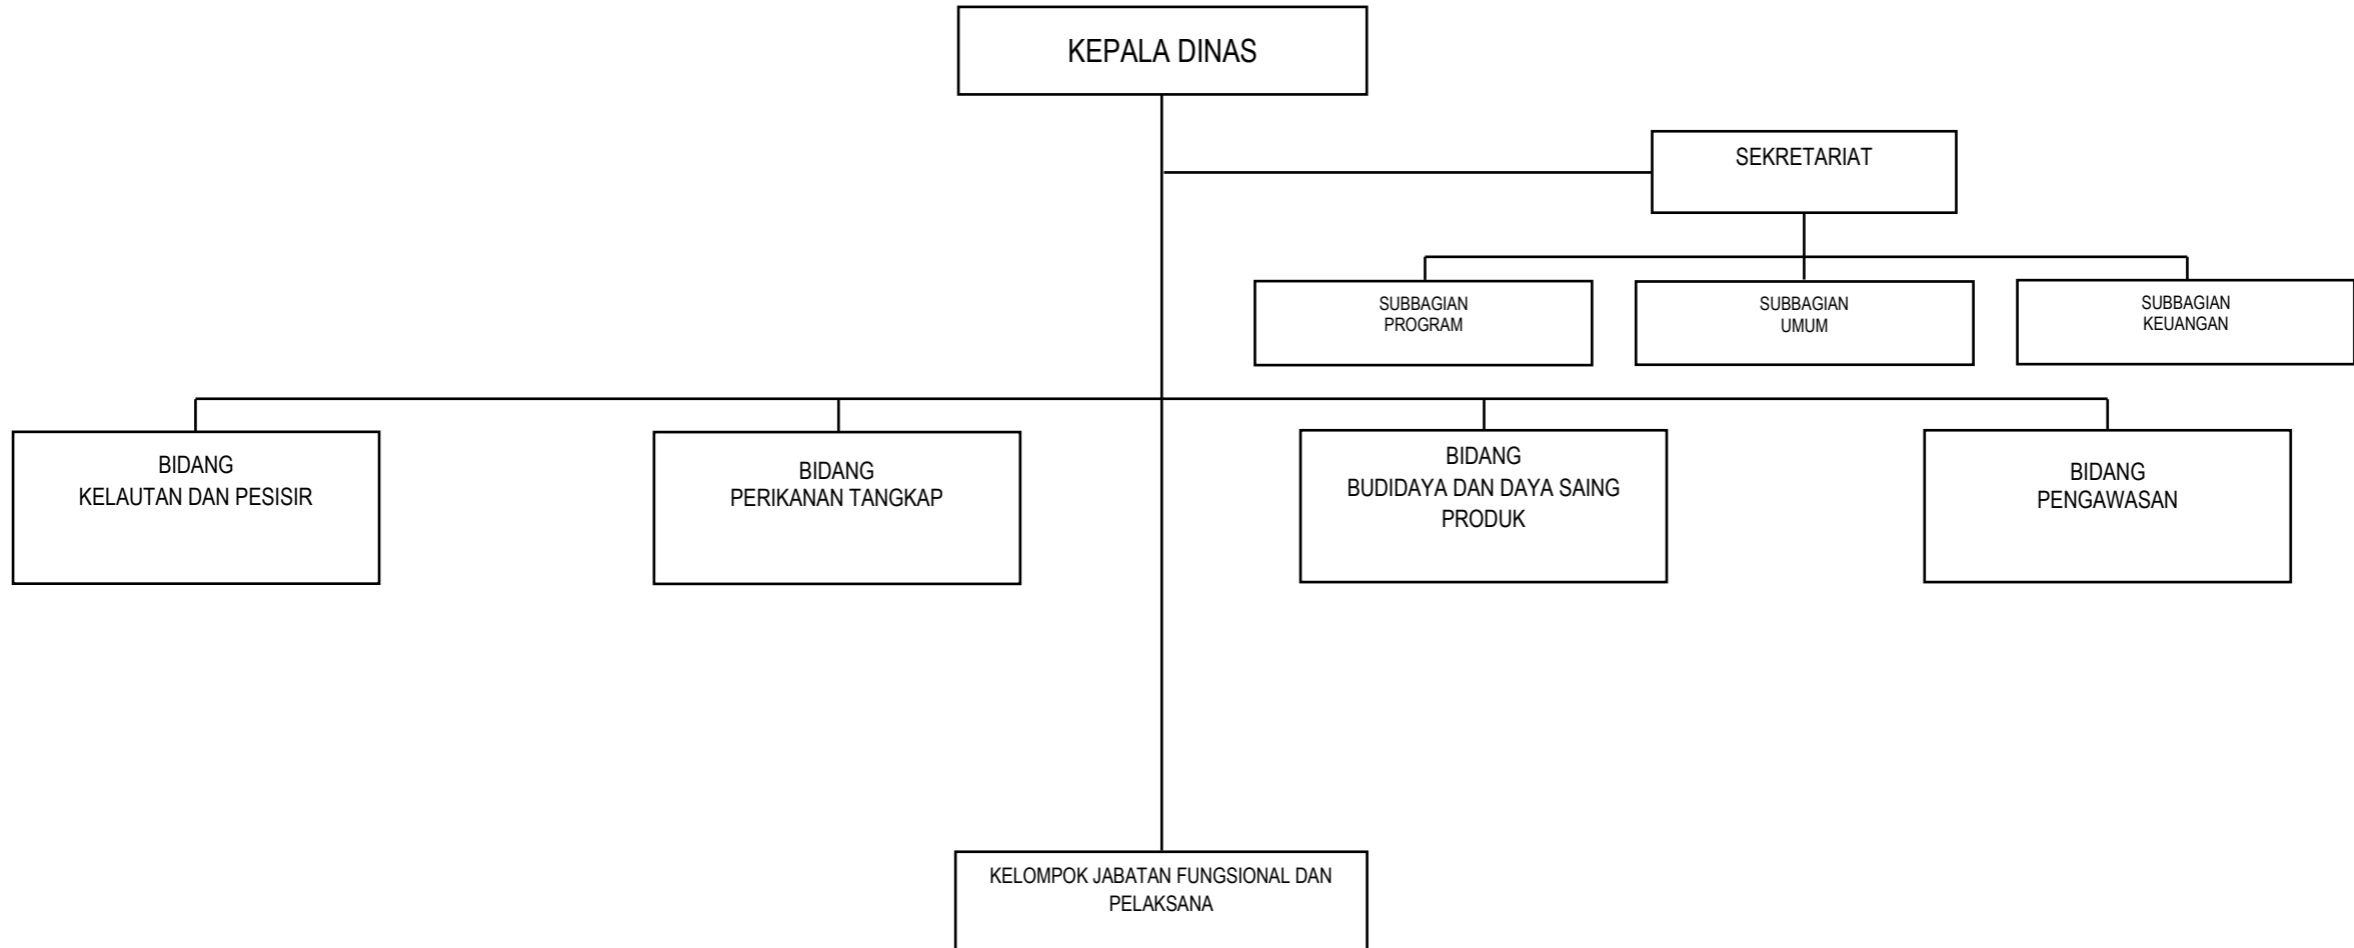 KEPALA DINAS
SEKRETARIAT
SUBBAGIAN
PROGRAM
SUBBAGIAN
UMUM
SUBBAGIAN
KEUANGAN
BIDANG
KELAUTAN DAN PESISIR
BIDANG
PERIKANAN TANGKAP
BIDANG
BUDIDAYA DAN DAYA SAING
PRODUK
BIDANG
PENGAWASAN
KELOMPOK JABATAN FUNGSIONAL DAN
PELAKSANA